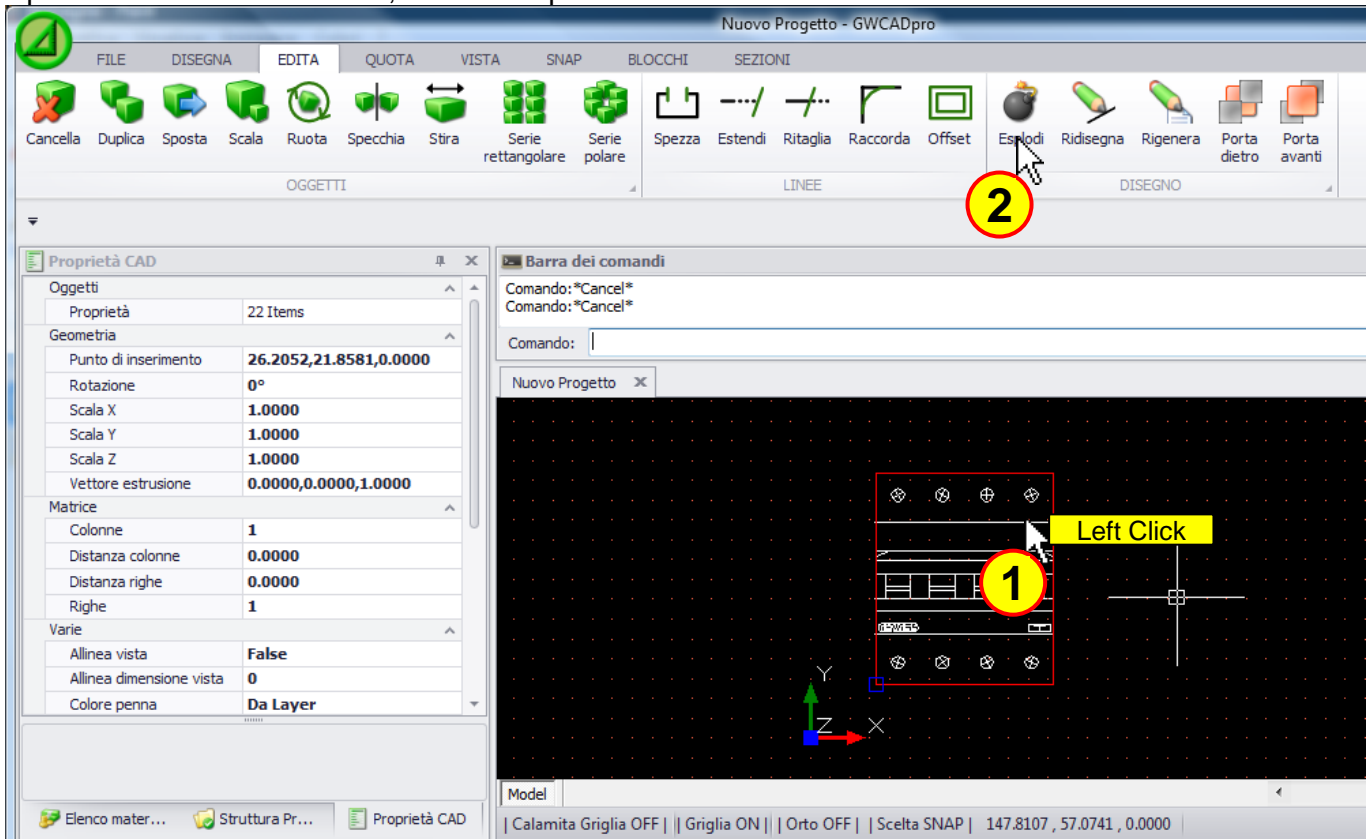 Nuovo Progetto - GWCADpro
FILE DISEGNA EDITA QUOTA VISTA SNAP BLOCCHI SEZIONI
Cancella Duplica Sposta Scala Ruota Specchia Stira Serie rettangolare Serie polare Spezza Estendi Ritaglia Raccorda Offset Esplodi Ridisegna Rigenera Porta dietro Porta avanti
OGGETTI LINEE DISEGNO
2
Proprietà CAD
Oggetti
Proprietà 22 Items
Geometria
Punto di inserimento 26.2052,21.8581,0.0000
Rotazione 0°
Scala X 1.0000
Scala Y 1.0000
Scala Z 1.0000
Vettore estrusione 0.0000,0.0000,1.0000
Matrice
Colonne 1
Distanza colonne 0.0000
Distanza righe 0.0000
Righe 1
Varie
Allinea vista False
Allinea dimensione vista 0
Colore penna Da Layer
Elenco mater... Struttura Pr... Proprietà CAD
Barra dei comandi
Comando:*Cancel*
Comando:*Cancel*
Comando:
Nuovo Progetto
Left Click
1
Y
Z X
Model
| Calamita Griglia OFF | | Griglia ON | | Orto OFF | | Scelta SNAP | 147.8107 , 57.0741 , 0.0000